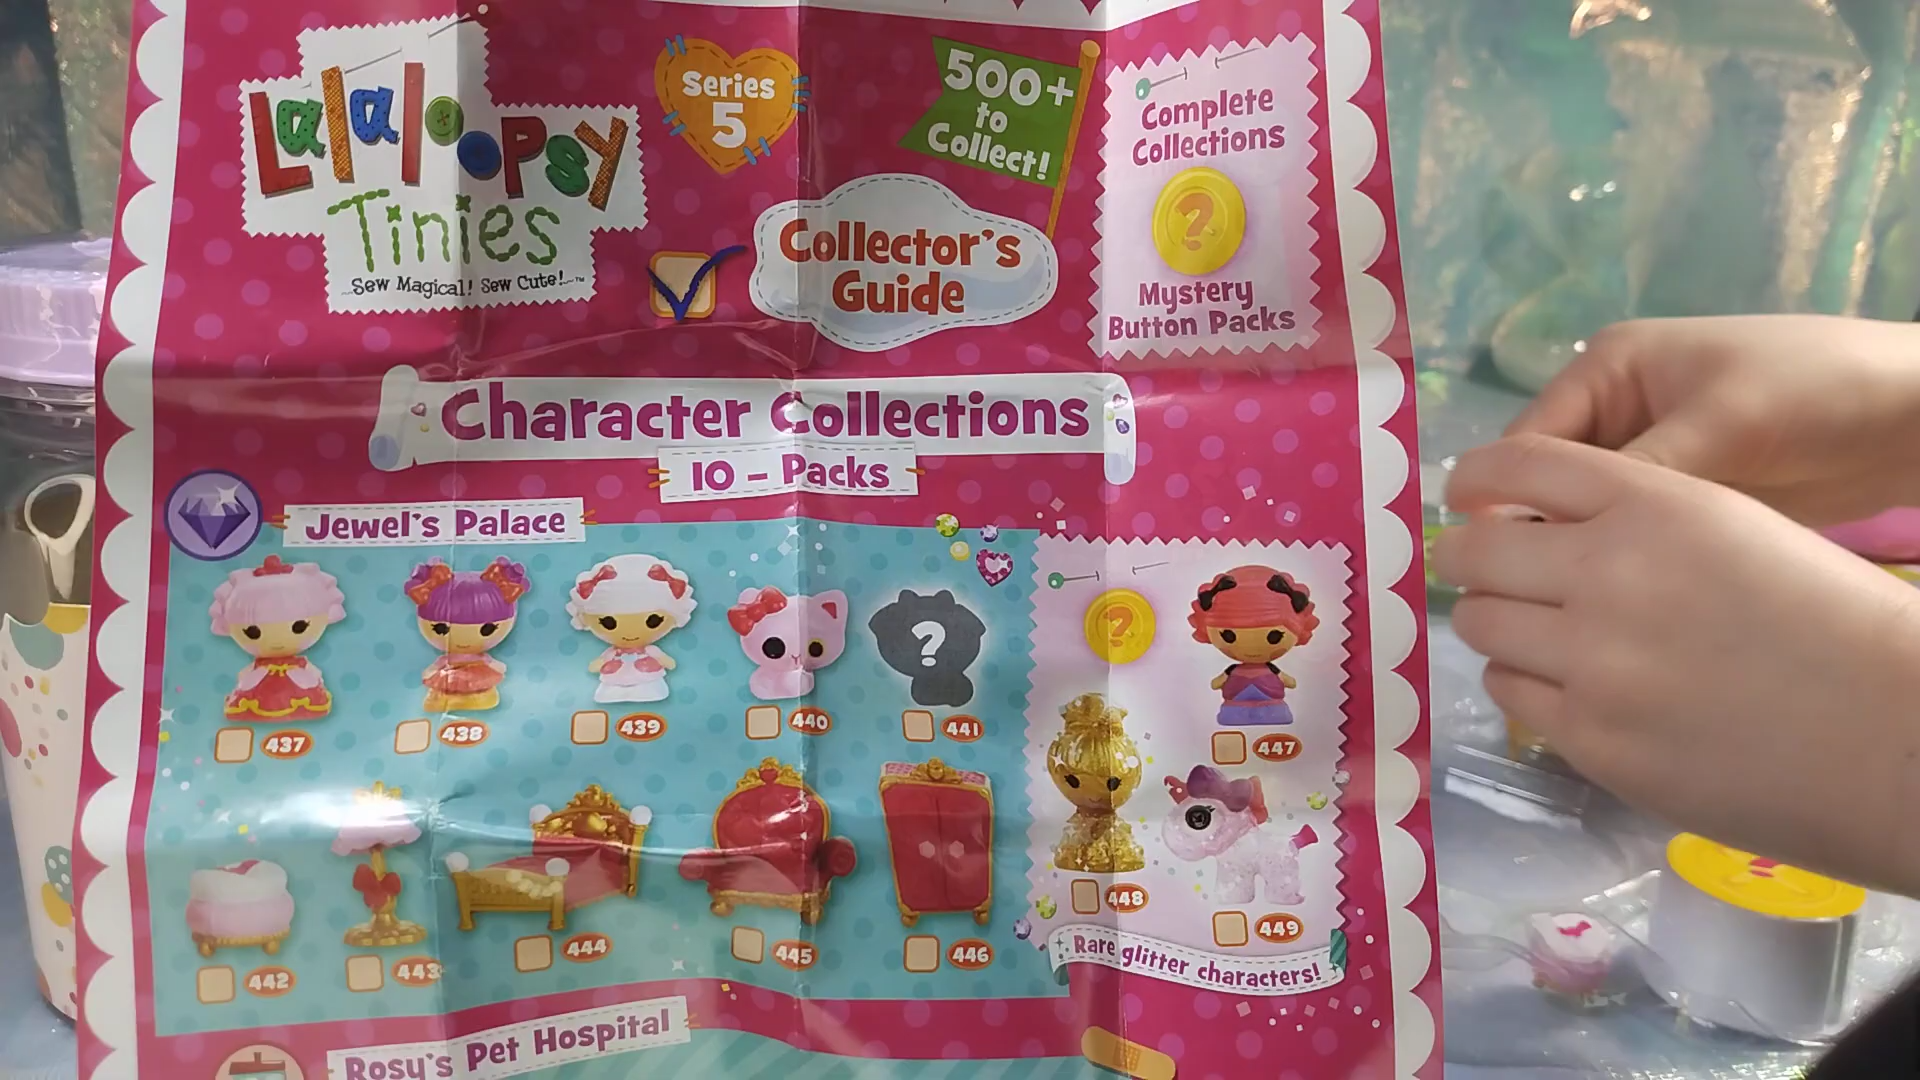 Lalaloopsy
Tinies
Sew Magical! Sew Cute!™
Series
5
500+
to
Collect!
Collector's
Guide
Complete
Collections
?
Mystery
Button Packs
Character Collections
10 - Packs
Jewel's Palace
?
?
437
438
439
440
441
447
442
443
444
445
446
448
449
Rare glitter characters!
Rosy's Pet Hospital